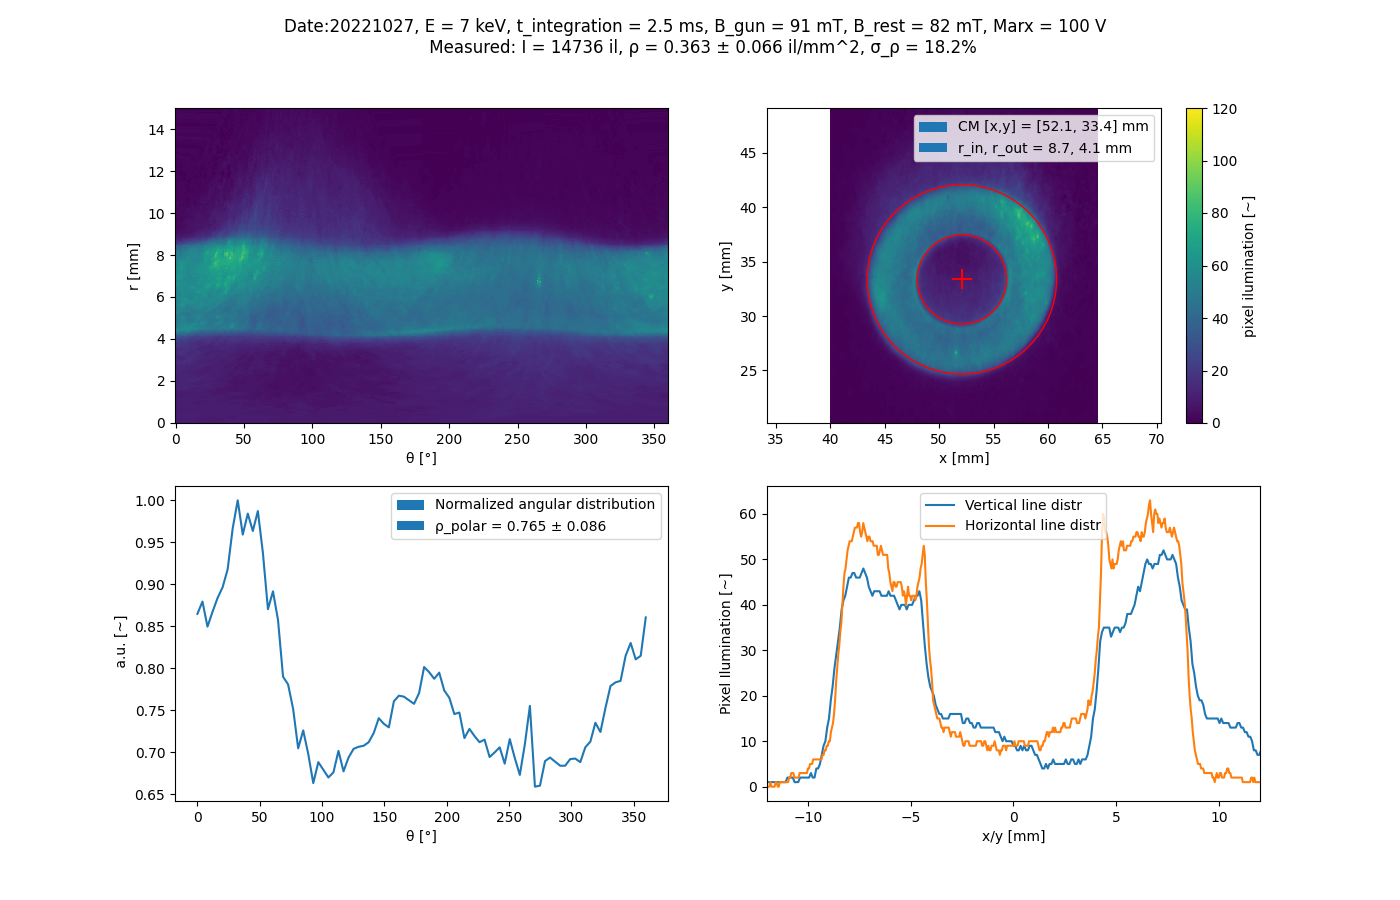 Date:20221027, E = 7 keV, t_integration = 2.5 ms, B_gun = 91 mT, B_rest = 82 mT, Marx = 100 V
Measured: I = 14736 il, ρ = 0.363 ± 0.066 il/mm^2, σ_ρ = 18.2%
14
12
10
8
6
4
2
0
r [mm]
0 50 100 150 200 250 300 350
θ [°]
CM [x,y] = [52.1, 33.4] mm
r_in, r_out = 8.7, 4.1 mm
45
40
35
30
25
y [mm]
35 40 45 50 55 60 65 70
x [mm]
120
100
80
60
40
20
0
pixel ilumination [~]
Normalized angular distribution
ρ_polar = 0.765 ± 0.086
1.00
0.95
0.90
0.85
0.80
0.75
0.70
0.65
a.u. [~]
0 50 100 150 200 250 300 350
θ [°]
Vertical line distr
Horizontal line distr
60
50
40
30
20
10
0
Pixel Ilumination [~]
−10 −5 0 5 10
x/y [mm]